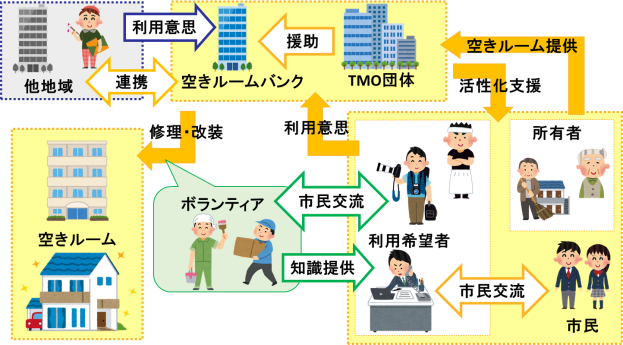 利用意思
援助
空きルーム提供
他地域
連携
空きルームバンク
TMO団体
活性化支援
修理・改装
利用意思
所有者
ボランティア
市民交流
空きルーム
利用希望者
知識提供
市民交流
市民